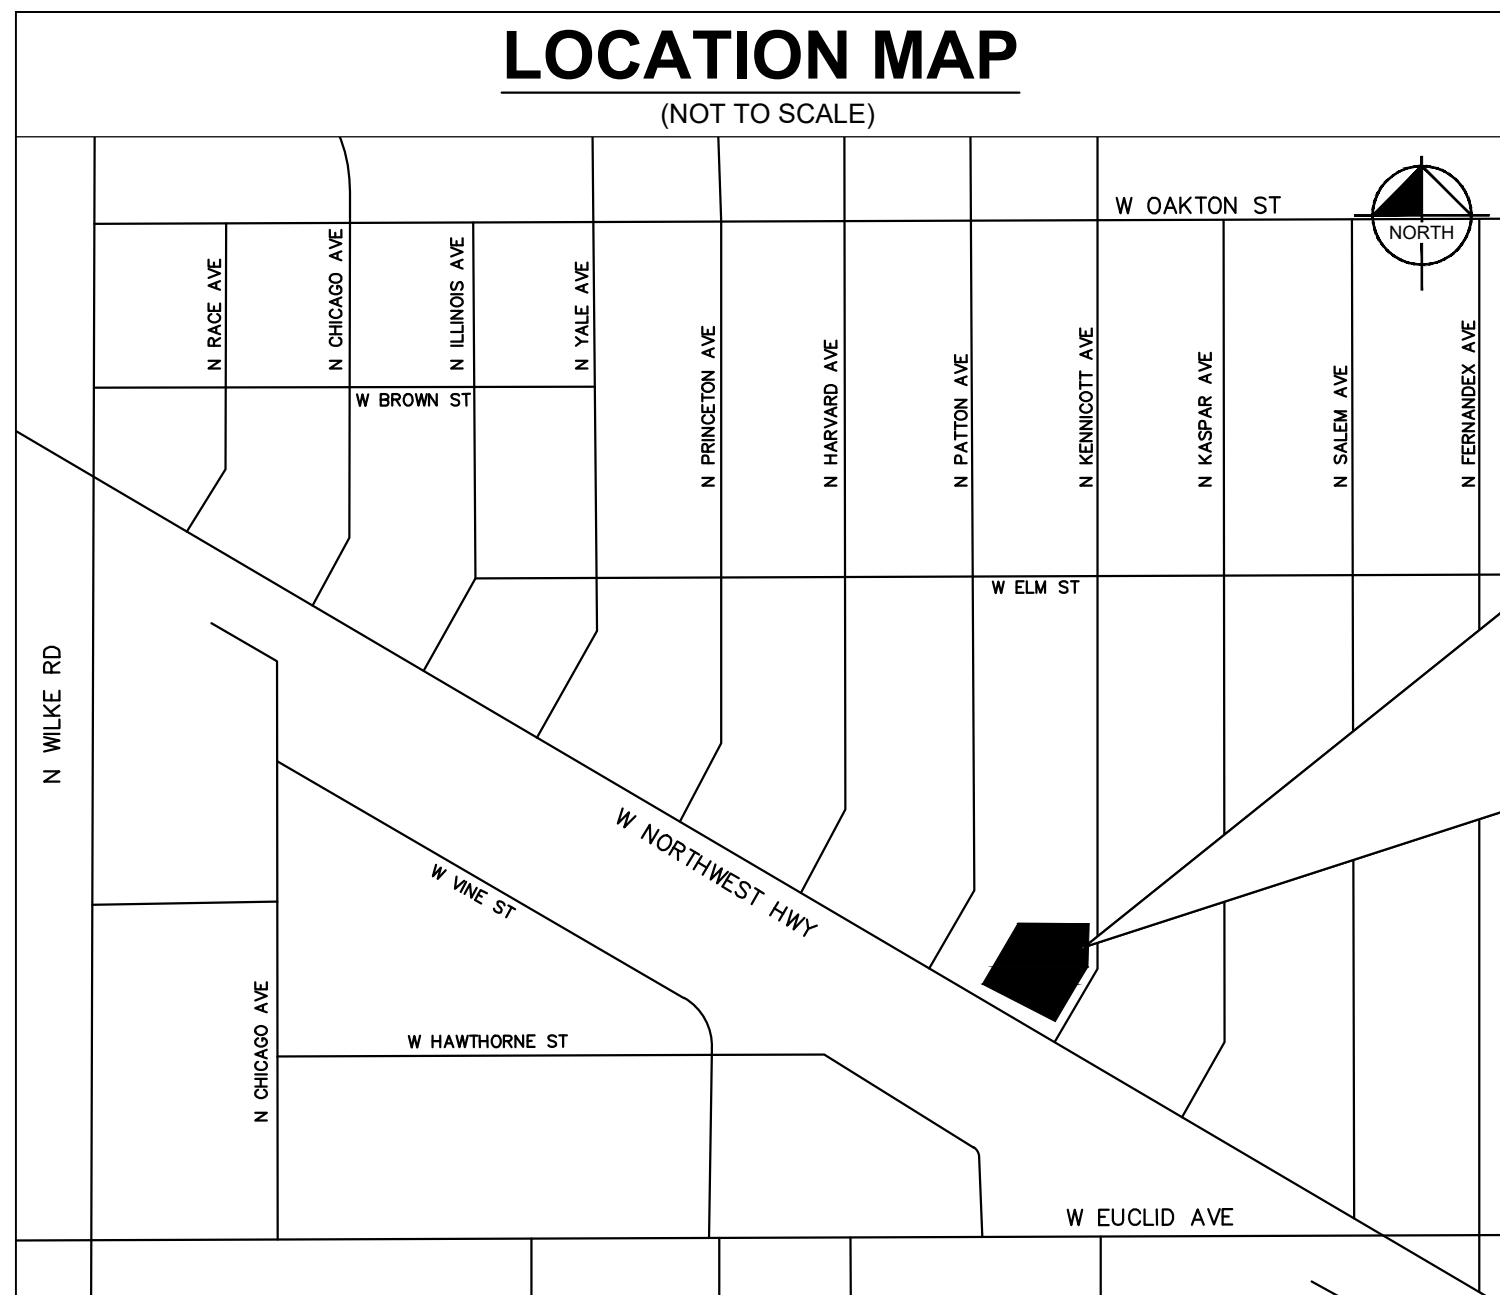 LOCATION MAP
(NOT TO SCALE)
W OAKTON ST
NORTH
N RACE AVE
N CHICAGO AVE
N ILLINOIS AVE
N YALE AVE
N PRINCETON AVE
N HARVARD AVE
N PATTON AVE
N KENNICOTT AVE
N KASPAR AVE
N SALEM AVE
N FERNANDEX AVE
W BROWN ST
W ELM ST
N WILKE RD
W NORTHWEST HWY
W VINE ST
N CHICAGO AVE
W HAWTHORNE ST
W EUCLID AVE